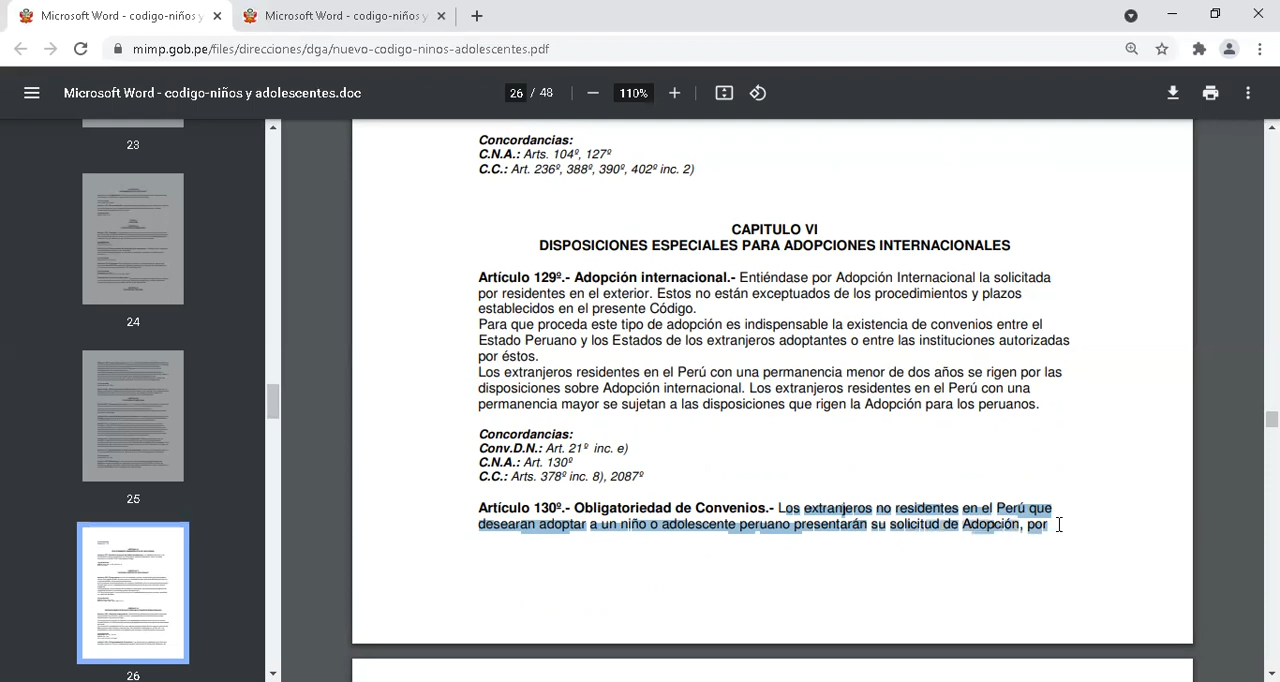 Microsoft Word - codigo-niños y
Microsoft Word - codigo-niños y
mimp.gob.pe/files/direcciones/dga/nuevo-codigo-ninos-adolescentes.pdf
Microsoft Word - codigo-niños y adolescentes.doc
26 / 48
110%
23
24
25
26
Concordancias:
C.N.A.: Arts. 104º, 127º
C.C.: Art. 236º, 388º, 390º, 402º inc. 2)
CAPITULO VI
DISPOSICIONES ESPECIALES PARA ADOPCIONES INTERNACIONALES
Artículo 129º.- Adopción internacional.- Entiéndase por Adopción Internacional la solicitada
por residentes en el exterior. Estos no están exceptuados de los procedimientos y plazos
establecidos en el presente Código.
Para que proceda este tipo de adopción es indispensable la existencia de convenios entre el
Estado Peruano y los Estados de los extranjeros adoptantes o entre las instituciones autorizadas
por éstos.
Los extranjeros residentes en el Perú con una permanencia menor de dos años se rigen por las
disposiciones sobre Adopción internacional. Los extranjeros residentes en el Perú con una
permanencia mayor se sujetan a las disposiciones que rigen la Adopción para los peruanos.
Concordancias:
Conv.D.N.: Art. 21º inc. e)
C.N.A.: Art. 130º
C.C.: Arts. 378º inc. 8), 2087º
Artículo 130º.- Obligatoriedad de Convenios.- Los extranjeros no residentes en el Perú que
desearan adoptar a un niño o adolescente peruano presentarán su solicitud de Adopción, por